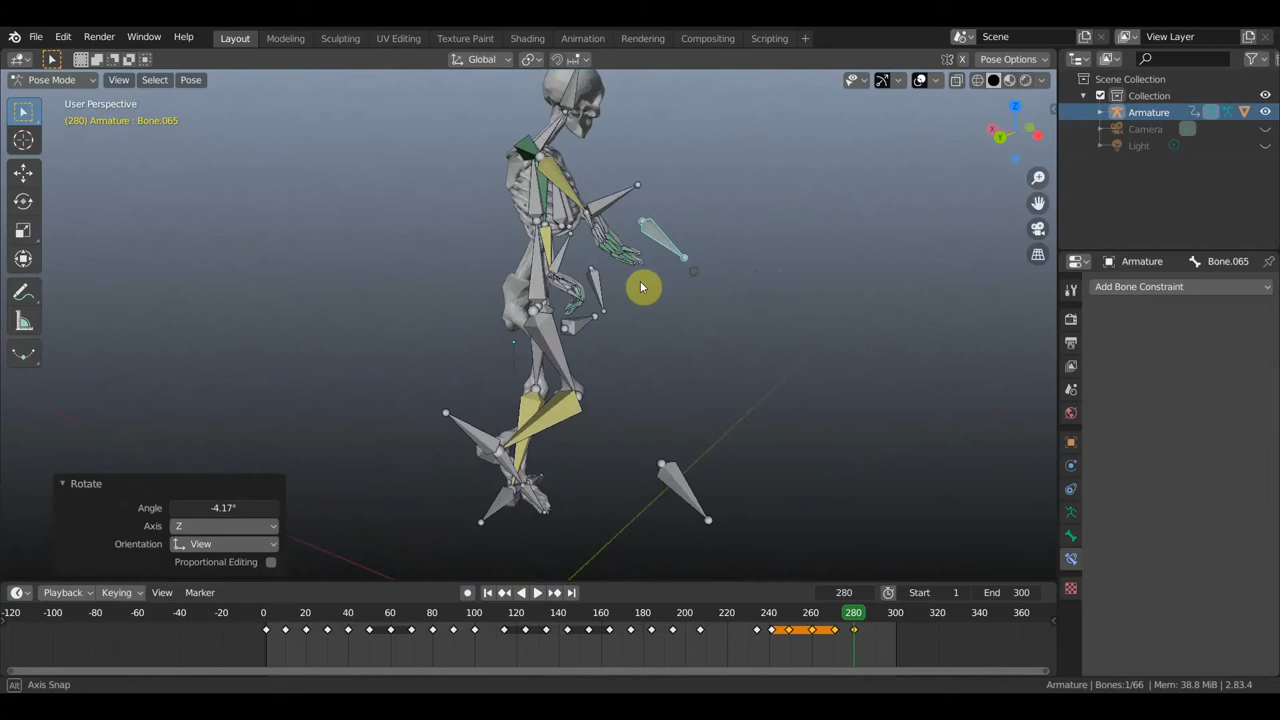 File Edit Render Window Help Layout Modeling Sculpting UV Editing Texture Paint Shading Animation Rendering Compositing Scripting + Scene View Layer
Global X Pose Options
Pose Mode View Select Pose
User Perspective
(280) Armature : Bone.065
Scene Collection
Collection
Armature
Camera
Light
Armature Bone.065
Add Bone Constraint
X Y Z
Rotate
Angle -4.17°
Axis Z
Orientation View
Proportional Editing
Playback Keying View Marker 280 Start 1 End 300
-120 -100 -80 -60 -40 -20 0 20 40 60 80 100 120 140 160 180 200 220 240 260 280 300 320 340 360
Alt Axis Snap Armature | Bones:1/66 | Mem: 38.8 MiB | 2.83.4